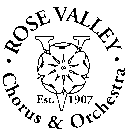 · ROSE VALLEY ·
Est. 1907
Chorus & Orchestra